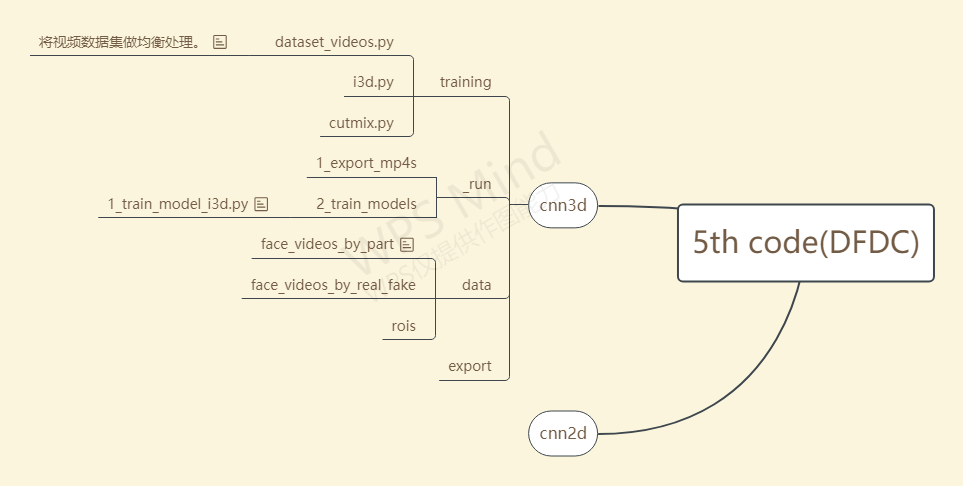 将视频数据集做均衡处理。 dataset_videos.py
i3d.py
training
cutmix.py
1_export_mp4s
_run
1_train_model_i3d.py
2_train_models
cnn3d
face_videos_by_part
face_videos_by_real_fake
data
rois
export
5th code(DFDC)
cnn2d
WPS Mind
WPS仅提供作图能力